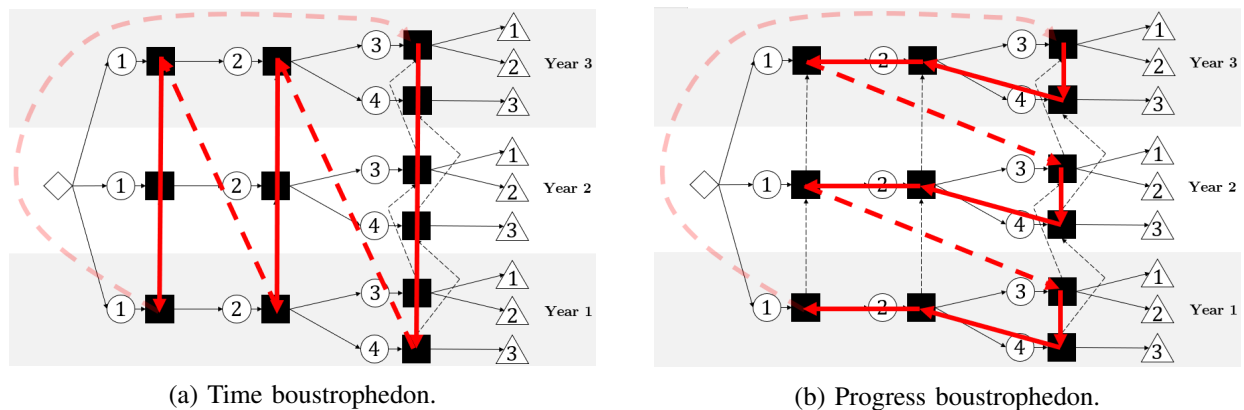 1 2 3 1
2 Year 3
4 3
1 2 3 1
2 Year 2
4 3
1 2 3 1
2 Year 1
4 3
(a) Time boustrophedon.
1 2 3 1
2 Year 3
4 3
1 2 3 1
2 Year 2
4 3
1 2 3 1
2 Year 1
4 3
(b) Progress boustrophedon.